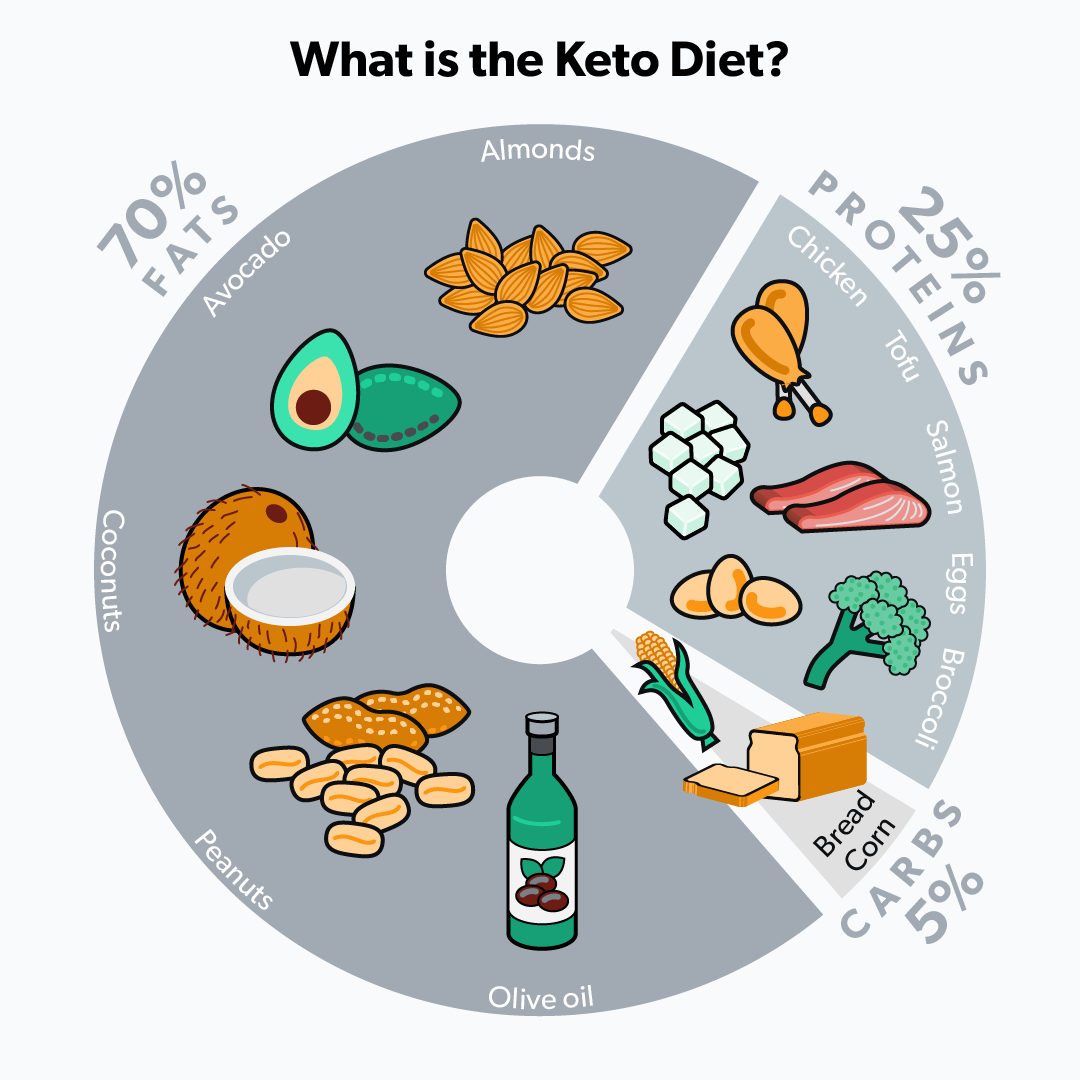 What is the Keto Diet?
70%
FATS
Almonds
Avocado
Coconuts
Peanuts
Olive oil
25%
PROTEINS
Chicken
Tofu
Salmon
Eggs
Broccoli
Bread
Corn
CARBS
5%